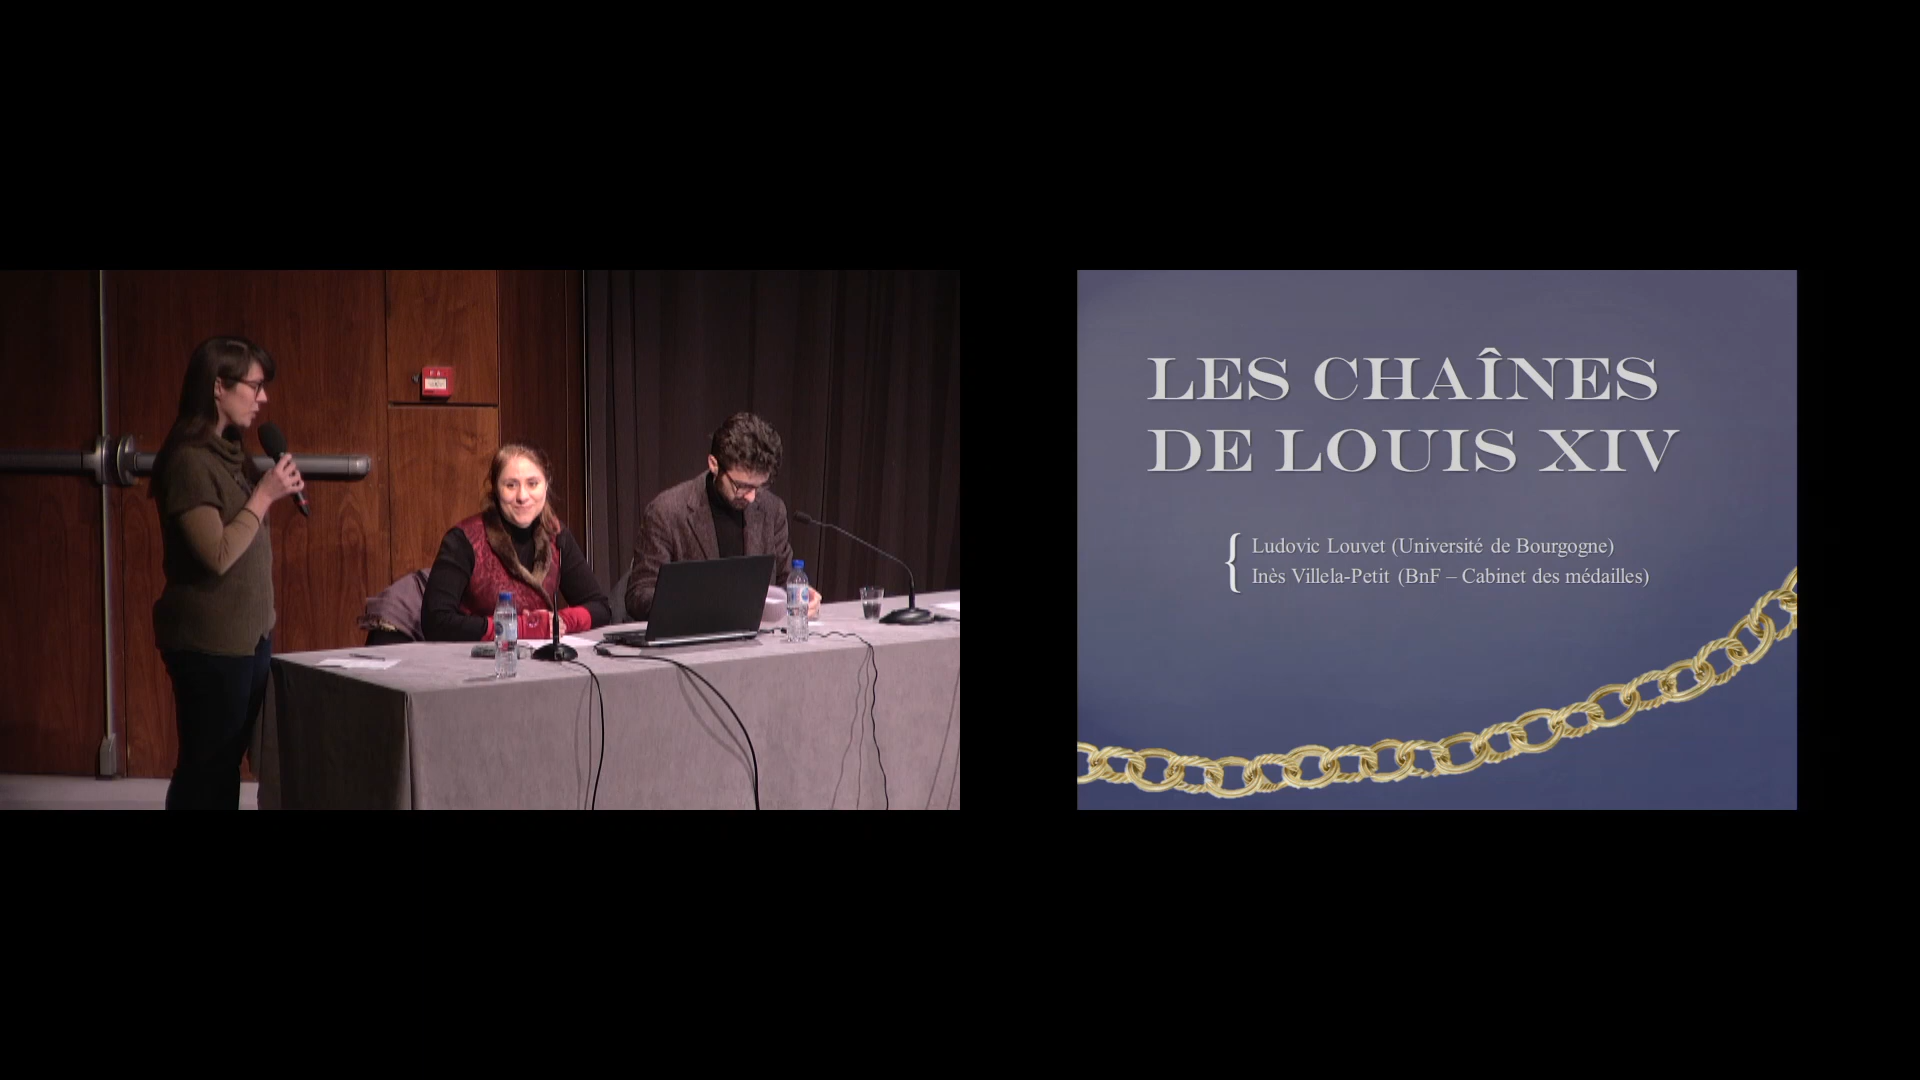 LES CHAÎNES
DE LOUIS XIV
Ludovic Louvet (Université de Bourgogne)
Inès Villela-Petit (BnF – Cabinet des médailles)